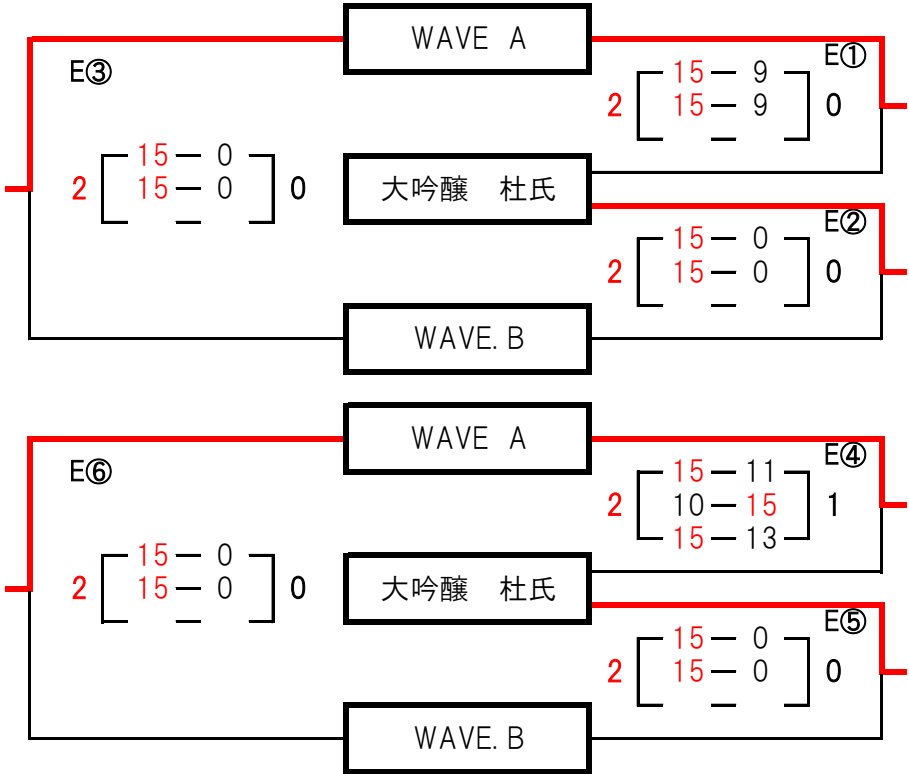 WAVE A
E③
E①
15 — 9
2 15 — 9 0
15 — 0
2 15 — 0 0
大吟醸 杜氏
E②
15 — 0
2 15 — 0 0
WAVE.B
WAVE A
E⑥
E④
15 — 11
2 10 — 15 1
15 — 13
15 — 0
2 15 — 0 0
大吟醸 杜氏
E⑤
15 — 0
2 15 — 0 0
WAVE.B